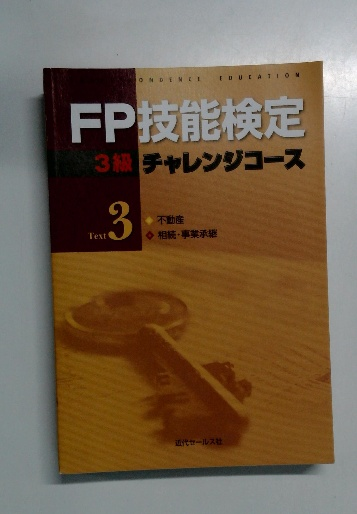 CORRESPONDENCE EDUCATION
FP技能検定
3級 チャレンジコース
Text 3
不動産
相続・事業承継
近代セールス社